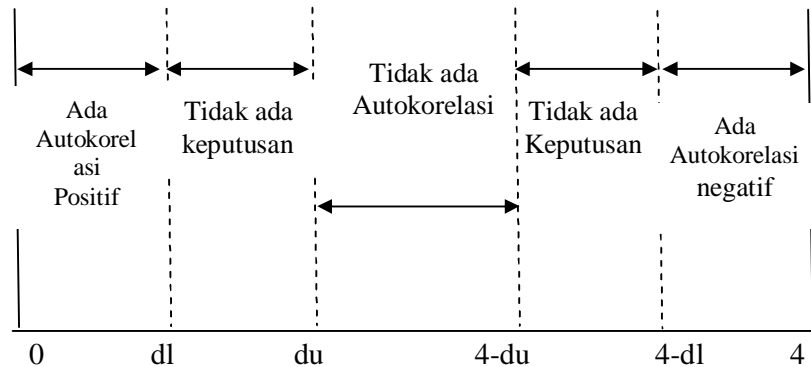 Ada
Autokorel
asi
Positif
Tidak ada
keputusan
Tidak ada
Autokorelasi
Tidak ada
Keputusan
Ada
Autokorelasi
negatif
0 dl du 4-du 4-dl 4